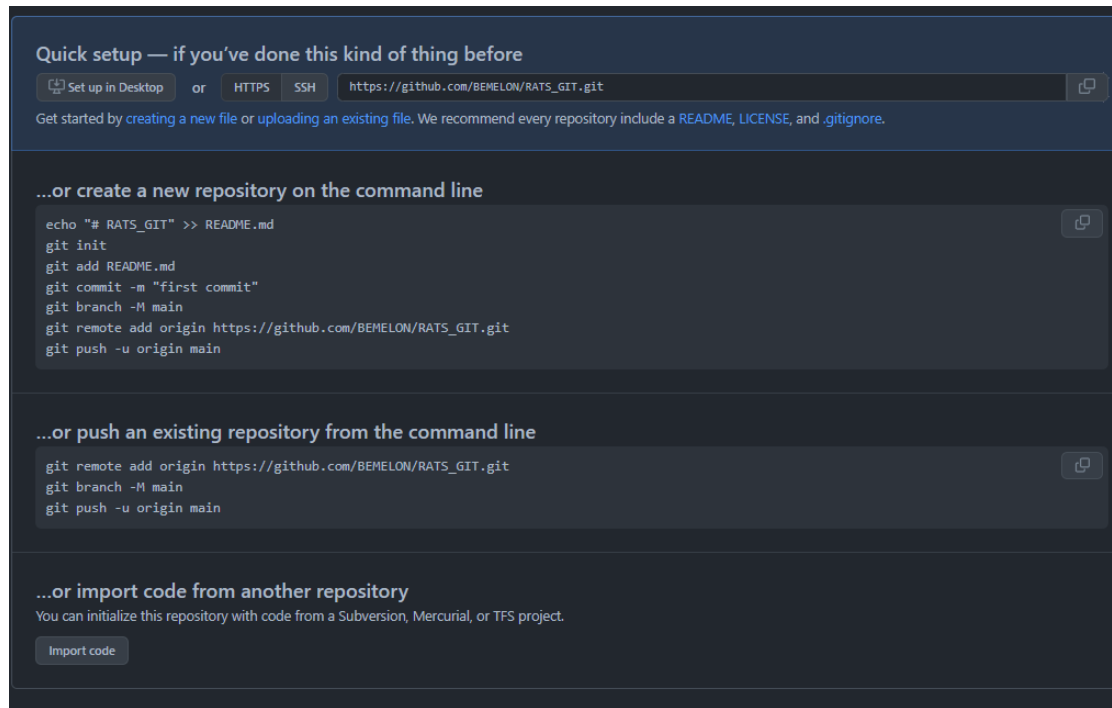 Quick setup — if you've done this kind of thing before
Set up in Desktop or HTTPS SSH https://github.com/BEMELON/RATS_GIT.git
Get started by creating a new file or uploading an existing file. We recommend every repository include a README, LICENSE, and .gitignore.
...or create a new repository on the command line
echo "# RATS_GIT" >> README.md
git init
git add README.md
git commit -m "first commit"
git branch -M main
git remote add origin https://github.com/BEMELON/RATS_GIT.git
git push -u origin main
...or push an existing repository from the command line
git remote add origin https://github.com/BEMELON/RATS_GIT.git
git branch -M main
git push -u origin main
...or import code from another repository
You can initialize this repository with code from a Subversion, Mercurial, or TFS project.
Import code